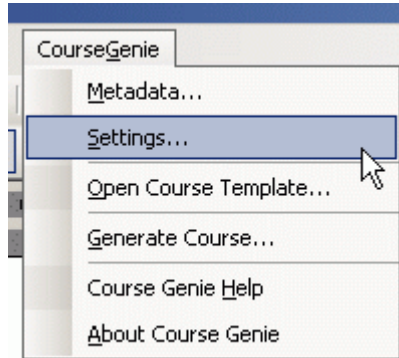 CourseGenie
Metadata...
Settings...
Open Course Template...
Generate Course...
Course Genie Help
About Course Genie